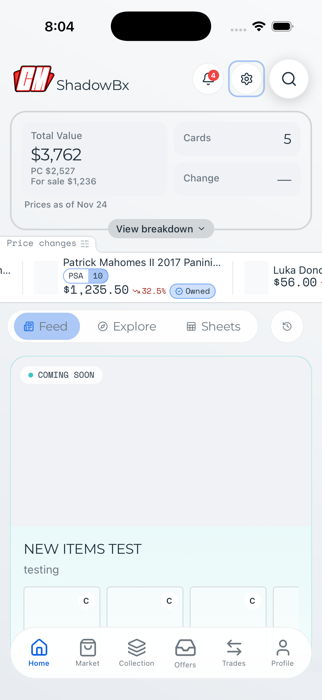 8:04
CH
ShadowBx
4
Total Value
$3,762
PC $2,527
For sale $1,236
Prices as of Nov 24
Cards 5
Change —
View breakdown
Price changes
n...
Patrick Mahomes II 2017 Panini...
PSA 10
$1,235.50 32.5% Owned
Luka Donc
$56.00
Feed
Explore
Sheets
COMING SOON
NEW ITEMS TEST
testing
C
C
C
Home
Market
Collection
Offers
Trades
Profile